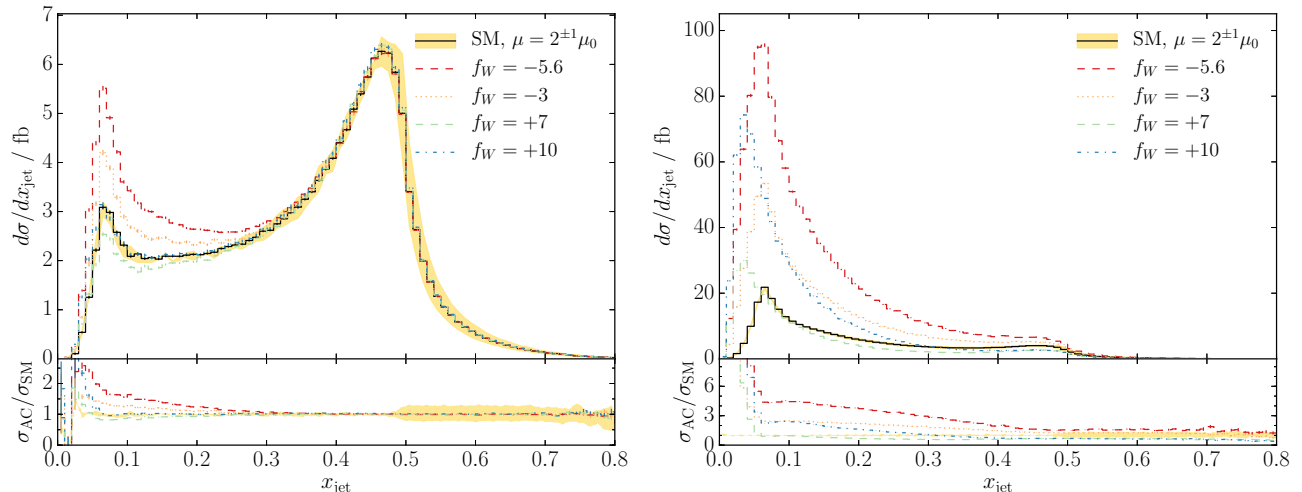 7
6
5
4
3
2
1
0
dσ/dx_jet / fb
SM, μ = 2^{±1}μ_0
f_W = −5.6
f_W = −3
f_W = +7
f_W = +10
2
1
0
σ_AC/σ_SM
0.0 0.1 0.2 0.3 0.4 0.5 0.6 0.7 0.8
x_jet
100
80
60
40
20
0
dσ/dx_jet / fb
SM, μ = 2^{±1}μ_0
f_W = −5.6
f_W = −3
f_W = +7
f_W = +10
6
3
1
0
σ_AC/σ_SM
0.0 0.1 0.2 0.3 0.4 0.5 0.6 0.7 0.8
x_jet